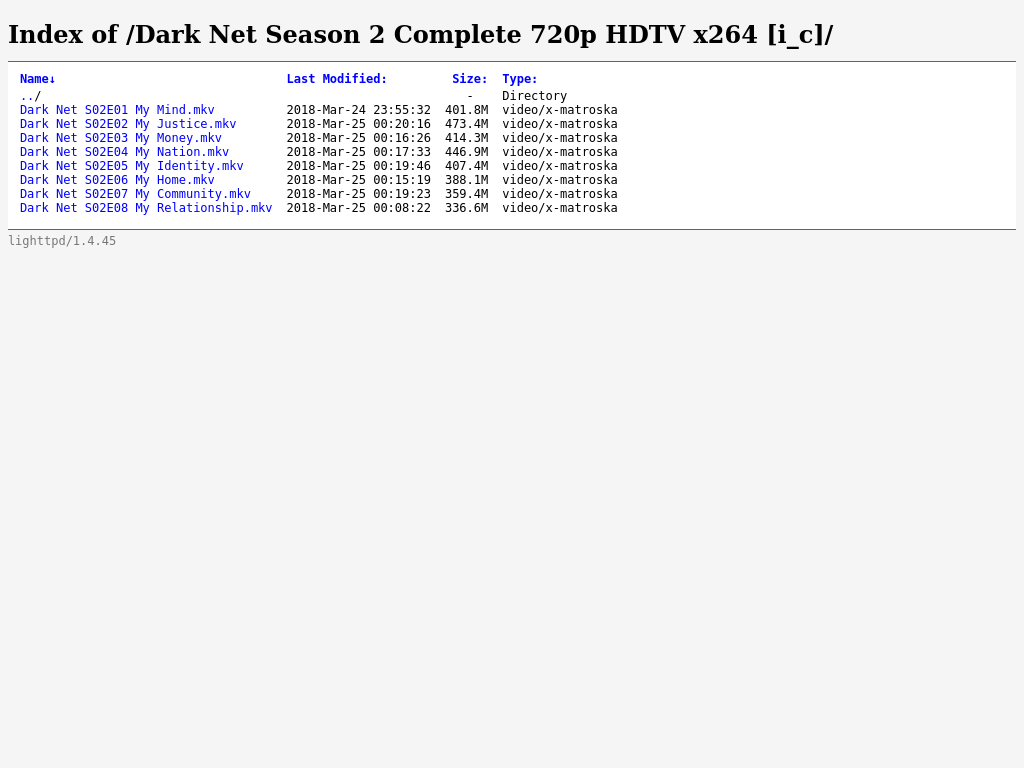 Index of /Dark Net Season 2 Complete 720p HDTV x264 [i_c]/
Name↓ Last Modified: Size: Type:
../ - Directory
Dark Net S02E01 My Mind.mkv 2018-Mar-24 23:55:32 401.8M video/x-matroska
Dark Net S02E02 My Justice.mkv 2018-Mar-25 00:20:16 473.4M video/x-matroska
Dark Net S02E03 My Money.mkv 2018-Mar-25 00:16:26 414.3M video/x-matroska
Dark Net S02E04 My Nation.mkv 2018-Mar-25 00:17:33 446.9M video/x-matroska
Dark Net S02E05 My Identity.mkv 2018-Mar-25 00:19:46 407.4M video/x-matroska
Dark Net S02E06 My Home.mkv 2018-Mar-25 00:15:19 388.1M video/x-matroska
Dark Net S02E07 My Community.mkv 2018-Mar-25 00:19:23 359.4M video/x-matroska
Dark Net S02E08 My Relationship.mkv 2018-Mar-25 00:08:22 336.6M video/x-matroska
lighttpd/1.4.45